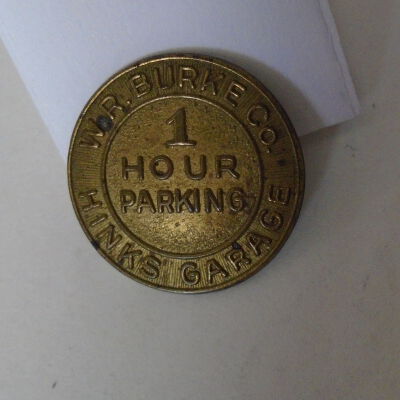 W.R. BURKE CO.
1
HOUR
PARKING
HINKS GARAGE